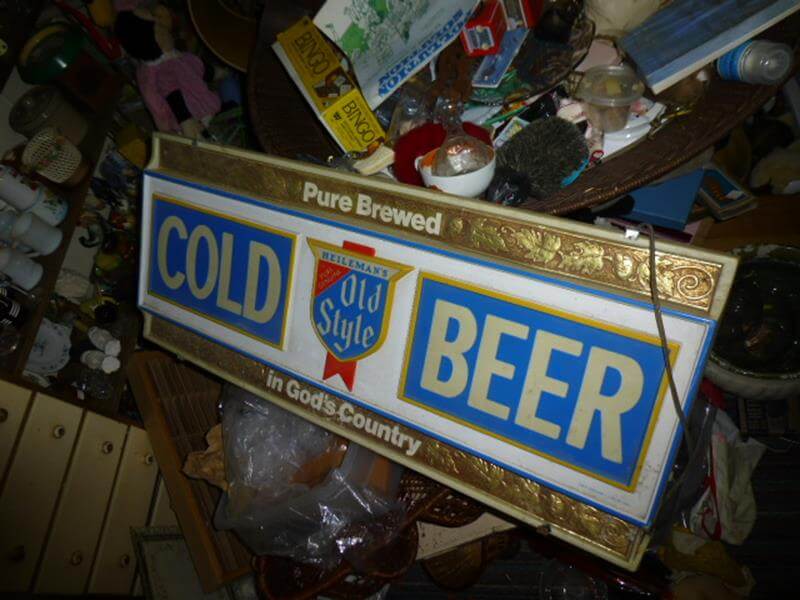 BINGO
BINGO
Pure Brewed
COLD
HEILEMAN'S
Old
Style
BEER
in God's Country